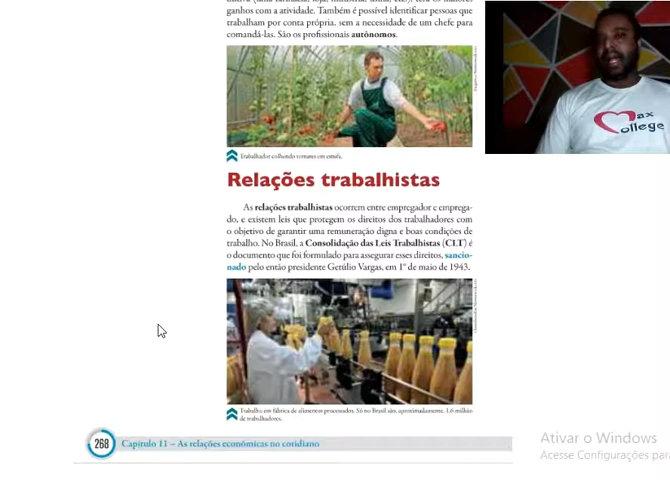 ganhos com a atividade. Também é possível identificar pessoas que
trabalham por conta própria, sem a necessidade de um chefe para
comandá-las. São os profissionais autônomos.
Max
College
Trabalhador colhendo tomates em estufa.
Relações trabalhistas
As relações trabalhistas ocorrem entre empregador e emprega-
do, e existem leis que protegem os direitos dos trabalhadores com
o objetivo de garantir uma remuneração digna e boas condições de
trabalho. No Brasil, a Consolidação das Leis Trabalhistas (CLT) é
o documento que foi formulado para assegurar esses direitos, sancio-
nado pelo então presidente Getúlio Vargas, em 1º de maio de 1943.
Trabalho em fábrica de alimentos processados. Só no Brasil são, aproximadamente, 1,6 milhão
de trabalhadores.
268 Capítulo 11 – As relações econômicas no cotidiano
Ativar o Windows
Acesse Configurações par